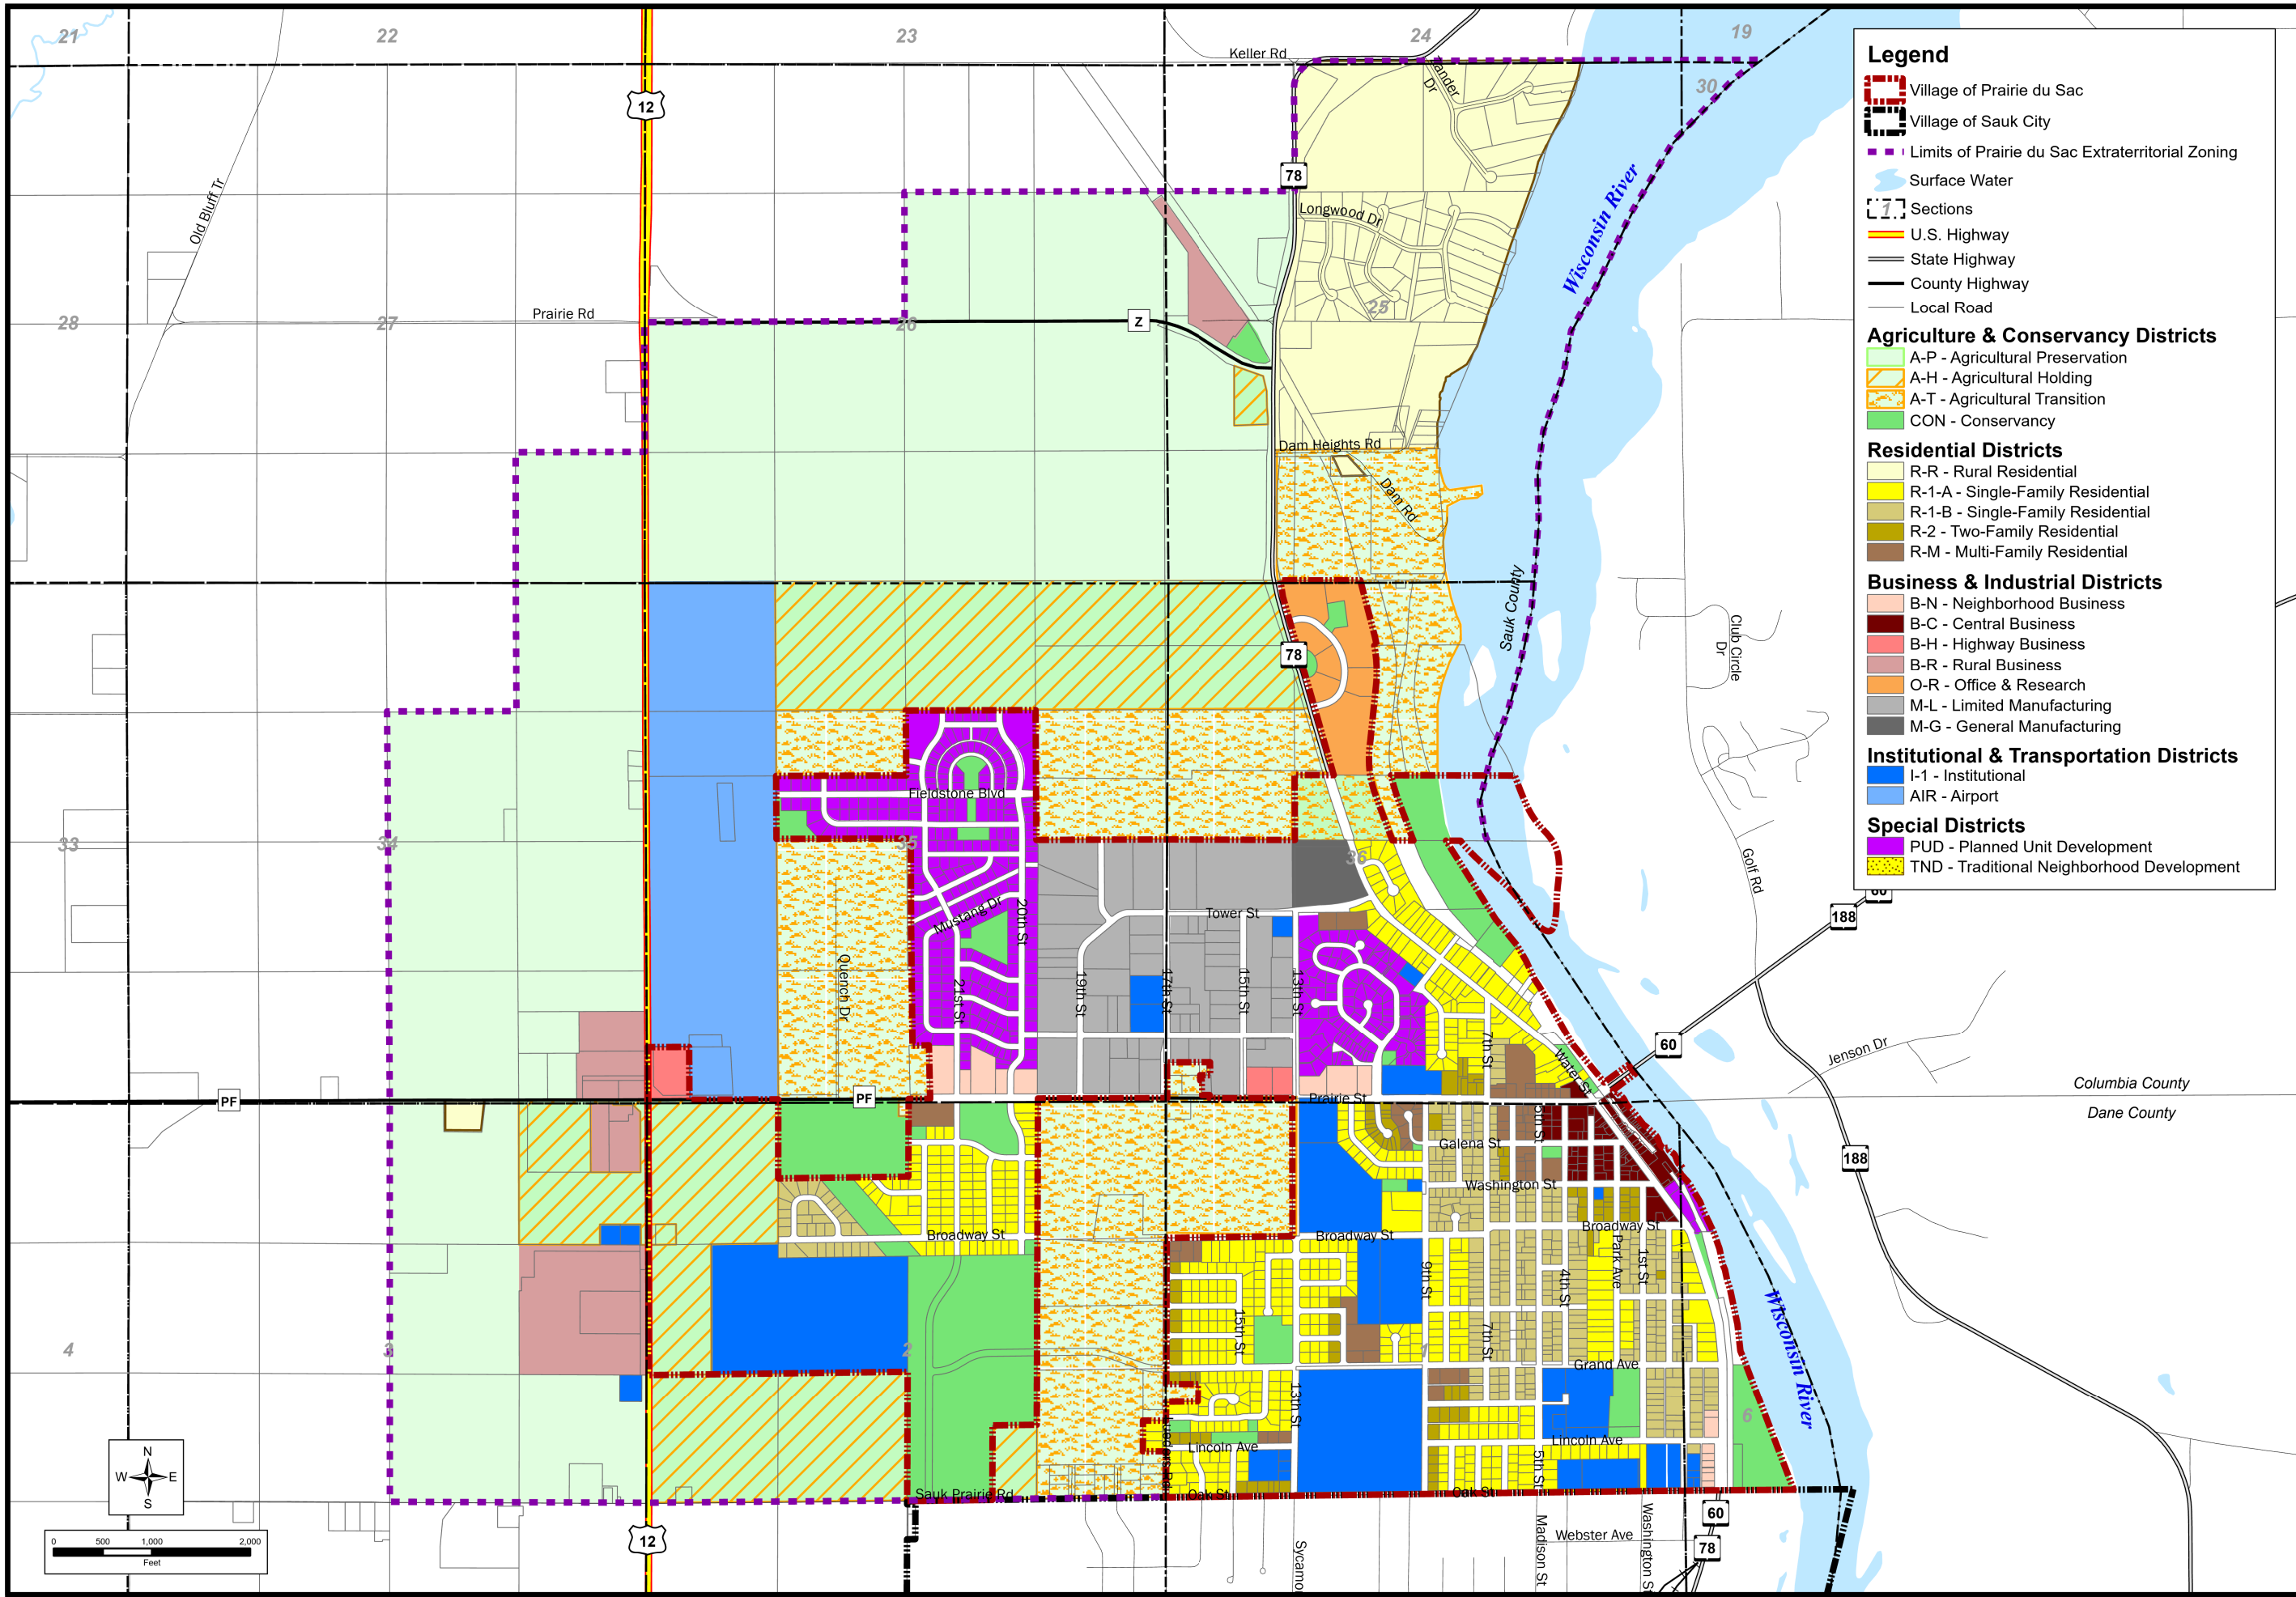 21
22
23
24
19
Keller Rd
30
12
78
Old Bluff Tr
Longwood Dr
Wisconsin River
28
27
Prairie Rd
26
Z
25
Dam Heights Rd
Dam Rd
Sauk County
78
Club Circle
Dr
Fieldstone Blvd
33
34
35
36
Golf Rd
Mustang Dr
20th St
Tower St
188
60
Quench Dr
21st St
19th St
17th St
15th St
13th St
7th St
Water St
60
Jenson Dr
PF
PF
Prairie St
Columbia County
Dane County
5th St
Galena St
188
Washington St
Broadway St
Broadway St
Broadway St
Park Ave
1st St
9th St
4th St
Wisconsin River
15th St
7th St
4
3
2
1
Grand Ave
13th St
6
Lincoln Ave
Lincoln Ave
5th St
Sauk Prairie Rd
Oak St
Oak St
60
Webster Ave
78
Madison St
Washington St
12
N
W E
S
0 500 1,000 2,000
Feet
Legend
Village of Prairie du Sac
Village of Sauk City
Limits of Prairie du Sac Extraterritorial Zoning
Surface Water
1 Sections
U.S. Highway
State Highway
County Highway
Local Road
Agriculture & Conservancy Districts
A-P - Agricultural Preservation
A-H - Agricultural Holding
A-T - Agricultural Transition
CON - Conservancy
Residential Districts
R-R - Rural Residential
R-1-A - Single-Family Residential
R-1-B - Single-Family Residential
R-2 - Two-Family Residential
R-M - Multi-Family Residential
Business & Industrial Districts
B-N - Neighborhood Business
B-C - Central Business
B-H - Highway Business
B-R - Rural Business
O-R - Office & Research
M-L - Limited Manufacturing
M-G - General Manufacturing
Institutional & Transportation Districts
I-1 - Institutional
AIR - Airport
Special Districts
PUD - Planned Unit Development
TND - Traditional Neighborhood Development